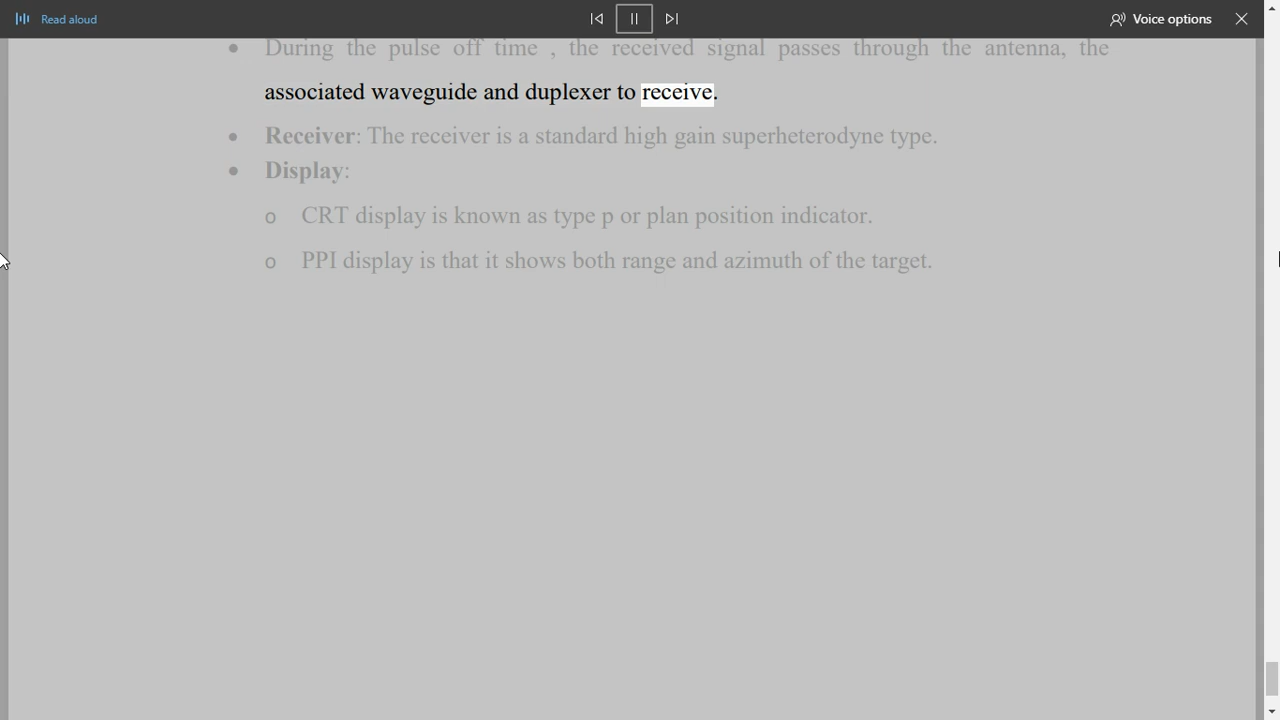 Read aloud
Voice options
During the pulse off time , the received signal passes through the antenna, the
associated waveguide and duplexer to receive.
• Receiver: The receiver is a standard high gain superheterodyne type.
• Display:
o CRT display is known as type p or plan position indicator.
o PPI display is that it shows both range and azimuth of the target.